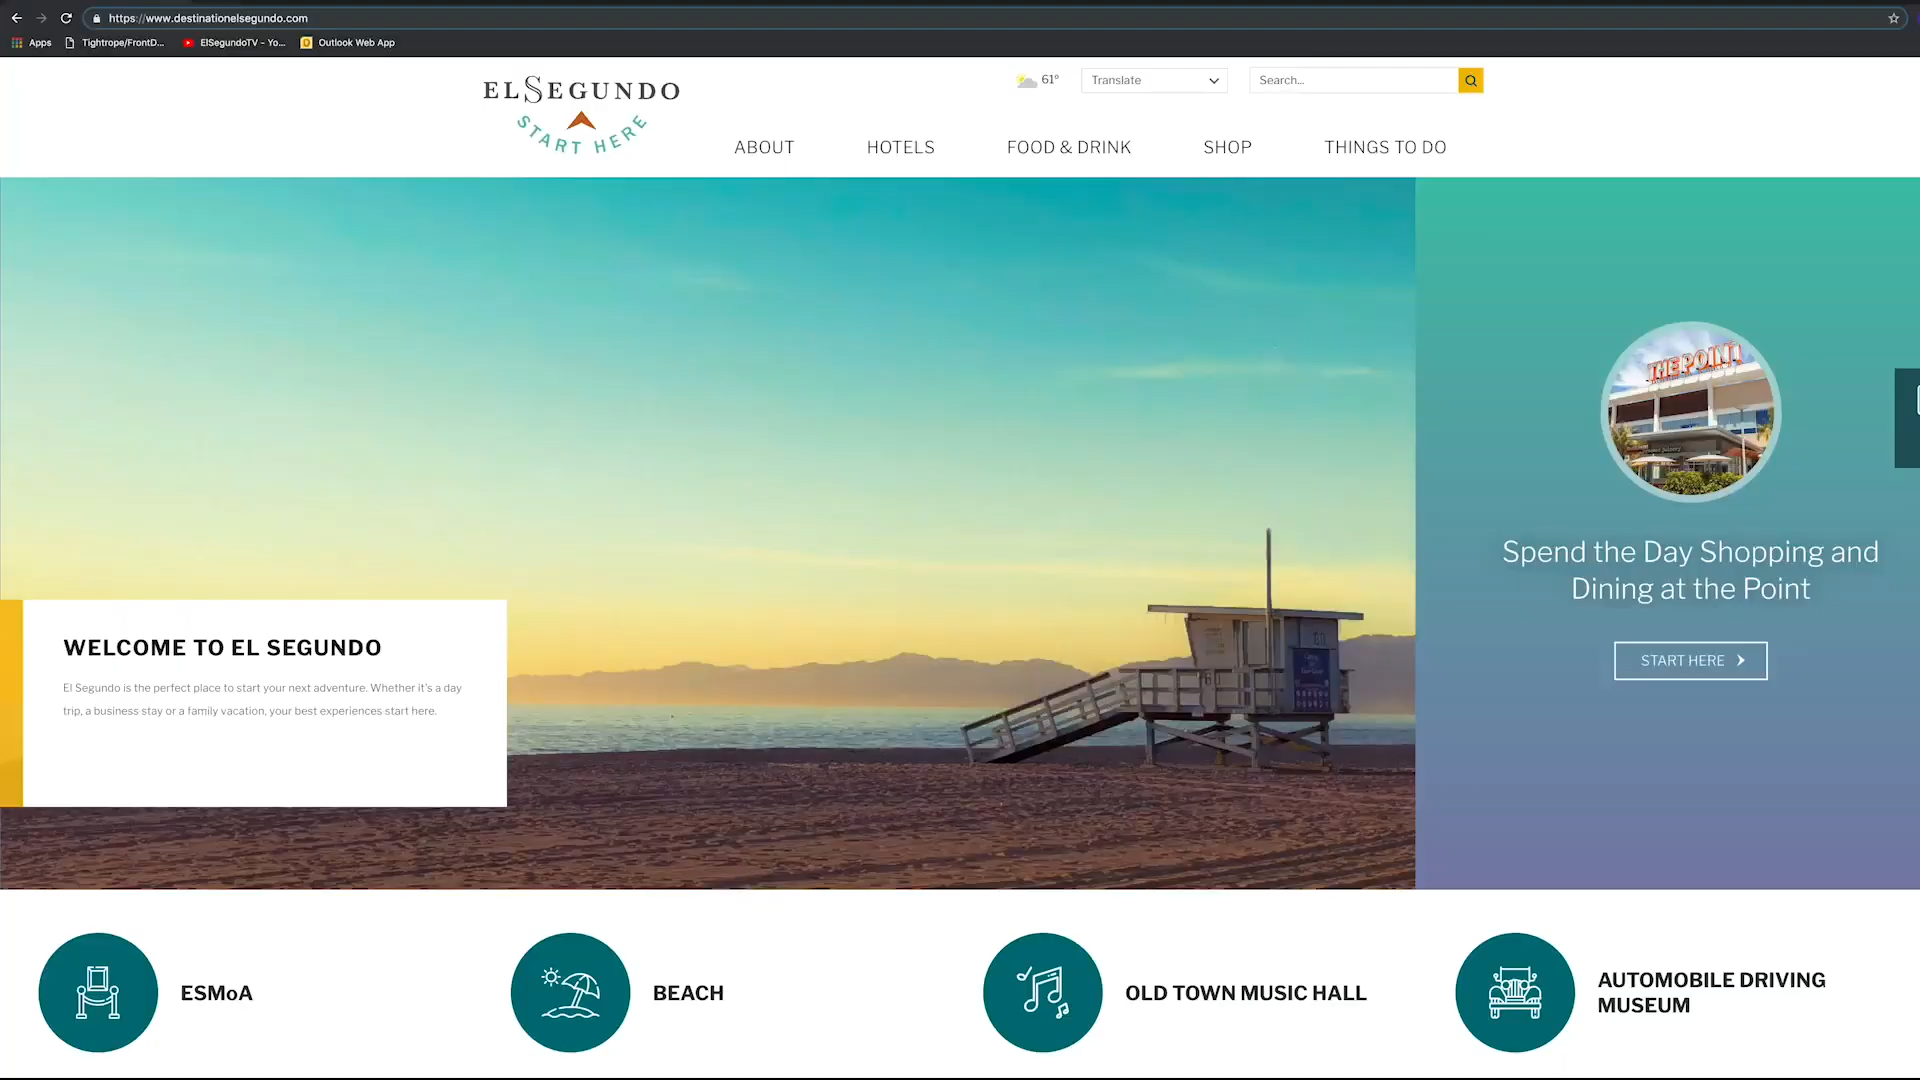 https://www.destinationelsegundo.com
Apps
Tightrope/FrontD...
ElSegundoTV - Yo...
Outlook Web App
EL SEGUNDO
START HERE
61°
Translate
Search...
ABOUT
HOTELS
FOOD & DRINK
SHOP
THINGS TO DO
THE POINT
Spend the Day Shopping and
Dining at the Point
START HERE
WELCOME TO EL SEGUNDO
El Segundo is the perfect place to start your next adventure. Whether it's a day
trip, a business stay or a family vacation, your best experiences start here.
ESMoA
BEACH
OLD TOWN MUSIC HALL
AUTOMOBILE DRIVING
MUSEUM